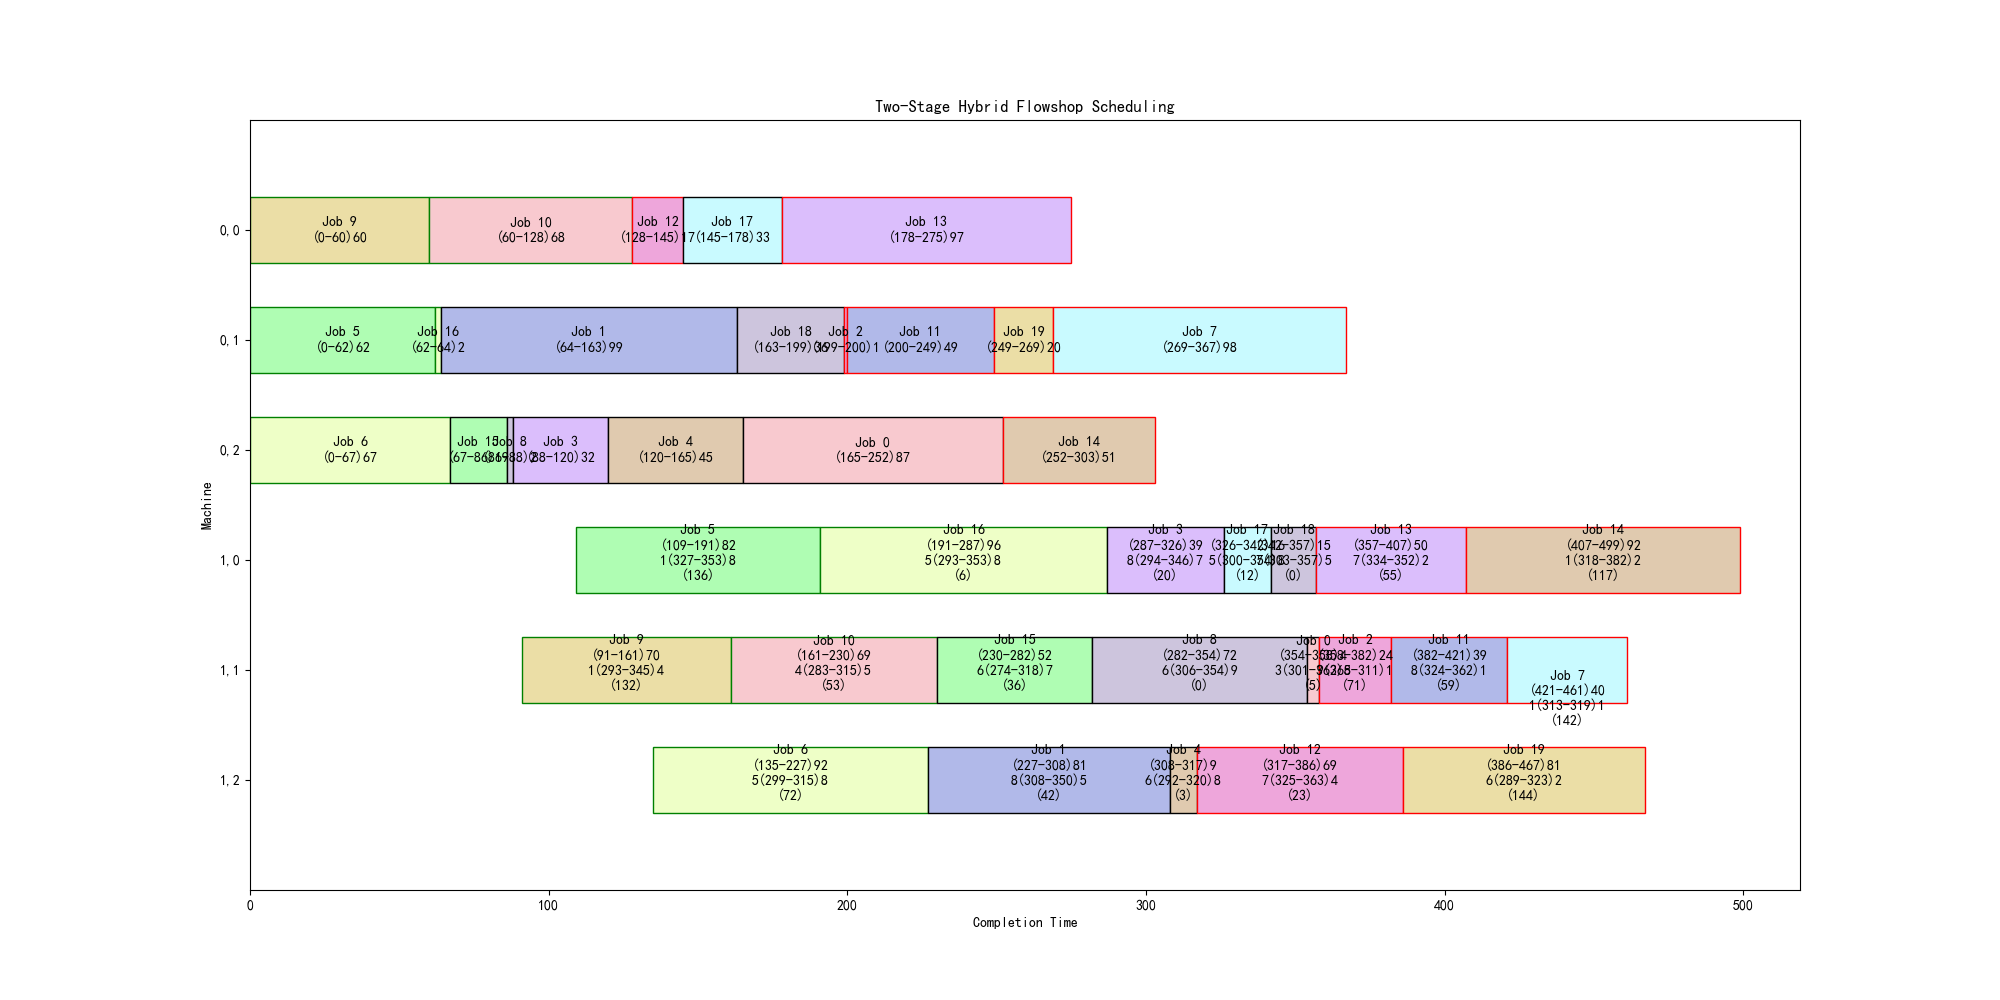 Two-Stage Hybrid Flowshop Scheduling
0,0
Job 9
(0-60)60
Job 10
(60-128)68
Job 12
(128-145)17
Job 17
(145-178)33
Job 13
(178-275)97
0,1
Job 5
(0-62)62
Job 16
(62-64)2
Job 1
(64-163)99
Job 18
(163-199)36
Job 2
(199-200)1
Job 11
(200-249)49
Job 19
(249-269)20
Job 7
(269-367)98
0,2
Job 6
(0-67)67
Job 15
(67-86)19
Job 8
(86-88)2
Job 3
(88-120)32
Job 4
(120-165)45
Job 0
(165-252)87
Job 14
(252-303)51
Machine
1,0
Job 5
(109-191)82
1(327-353)8
(136)
Job 16
(191-287)96
5(293-353)8
(6)
Job 3
(287-326)39
8(294-346)7
(20)
Job 17
(326-342)16
(12)
Job 18
(342-357)15
(0)
Job 13
(357-407)50
7(334-352)2
(55)
Job 14
(407-499)92
1(318-382)2
(117)
1,1
Job 9
(91-161)70
1(293-345)4
(132)
Job 10
(161-230)69
4(283-315)5
(53)
Job 15
(230-282)52
6(274-318)7
(36)
Job 8
(282-354)72
6(306-354)9
(0)
Job 0
(354-358)4
(5)
Job 2
(358-382)24
(71)
Job 11
(382-421)39
8(324-362)1
(59)
Job 7
(421-461)40
1(313-319)1
(142)
1,2
Job 6
(135-227)92
5(299-315)8
(72)
Job 1
(227-308)81
8(308-350)5
(42)
Job 4
(308-317)9
6(292-320)8
(3)
Job 12
(317-386)69
7(325-363)4
(23)
Job 19
(386-467)81
6(289-323)2
(144)
0
100
200
300
400
500
Completion Time